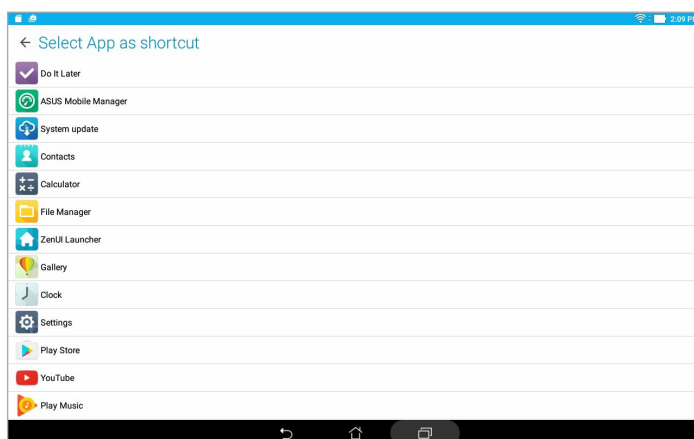 2:09 PM
Select App as shortcut
Do It Later
ASUS Mobile Manager
System update
Contacts
Calculator
File Manager
ZenUI Launcher
Gallery
Clock
Settings
Play Store
YouTube
Play Music